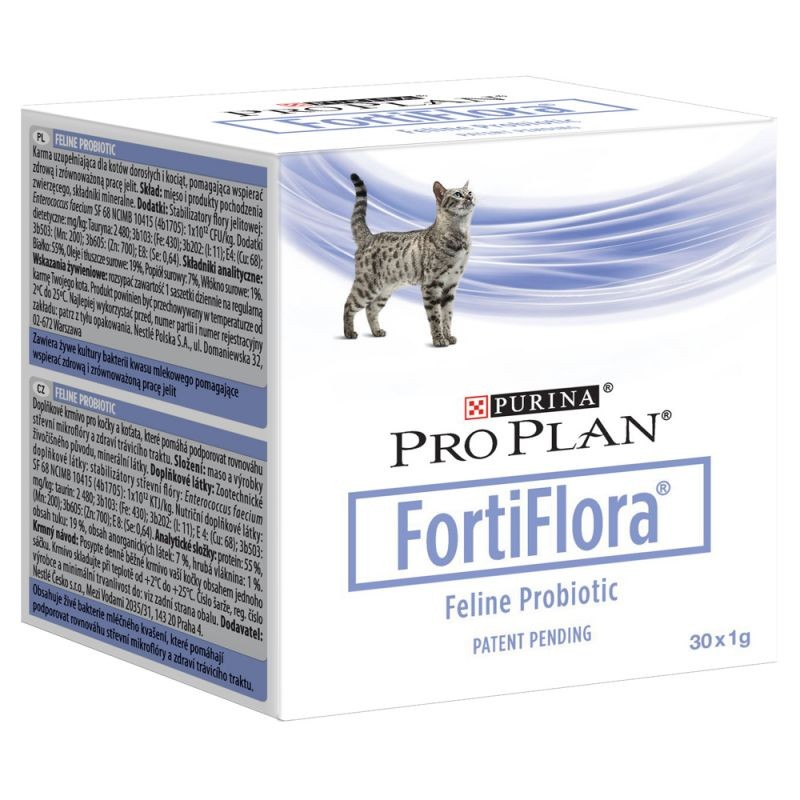 PRO PLAN
FortiFlora®
Feline Probiotic
PATENT PENDING
PL FELINE PROBIOTIC
Karma uzupełniająca dla kotów dorosłych i kociąt, pomagająca wspierać
zdrową i zrównoważoną pracę jelit. Skład: mięso i produkty pochodzenia
zwierzęcego, składniki mineralne. Dodatki: Stabilizatory flory jelitowej:
Enterococcus faecium SF 68 NCIMB 10415 (4b1705): 1x10¹² CFU/kg. Dodatki
dietetyczne: mg/kg: Tauryna: 2 480; 3b103: (Fe: 430); 3b202: (I: 11); E4: (Cu: 68);
3b503: (Mn: 200); 3b605: (Zn: 700); E8: (Se: 0,64). Składniki analityczne:
Białko: 55%, Oleje i tłuszcze surowe: 19%, Popiół surowy: 7%, Włókno surowe: 1%.
Wskazania żywieniowe: rozsypać zawartość 1 saszetki dziennie na regularną
karmę Twojego kota. Produkt powinien być przechowywany w temperaturze od
2°C do 25°C. Najlepiej wykorzystać przed, numer partii i numer rejestracyjny
zakładu: patrz z tyłu opakowania. Nestlé Polska S.A., ul. Domaniewska 32,
02-672 Warszawa
Zawiera żywe kultury bakterii kwasu mlekowego pomagające
wspierać zdrową i zrównoważoną pracę jelit
CZ FELINE PROBIOTIC
Doplňkové krmivo pro kočky a koťata, které pomáhá podporovat rovnováhu
střevní mikroflóry a zdraví trávicího traktu. Složení: maso a výrobky
živočišného původu, minerální látky. Doplňkové látky: Zootechnické
doplňkové látky: stabilizátory střevní flóry: Enterococcus faecium
SF 68 NCIMB 10415 (4b1705): 1x10¹² KTJ/kg. Nutriční doplňkové látky:
mg/kg: taurin: 2 480; 3b103: (Fe: 430); 3b202: (I: 11); E4: (Cu: 68); 3b503:
(Mn: 200); 3b605: (Zn: 700); E8: (Se: 0,64). Analytické složky: protein: 55%,
obsah tuku: 19 %, obsah anorganických látek: 7 %, hrubá vláknina: 1 %.
Krmný návod: Posypte denně běžné krmivo vaší kočky obsahem jednoho
sáčku. Krmivo skladujte při teplotě od +2°C do +25°C. Číslo šarže, reg. číslo
výrobce a minimální trvanlivost do: viz zadní strana obalu. Dodavatel:
Nestlé Česko s.r.o., Mezi Vodami 2035/31, 143 20 Praha 4.
Obsahuje živé bakterie mléčného kvašení, které pomáhají
podporovat rovnováhu střevní mikroflóry a zdraví trávicího traktu.
PURINA®
PRO PLAN®
FortiFlora®
Feline Probiotic
PATENT PENDING
30 x 1g